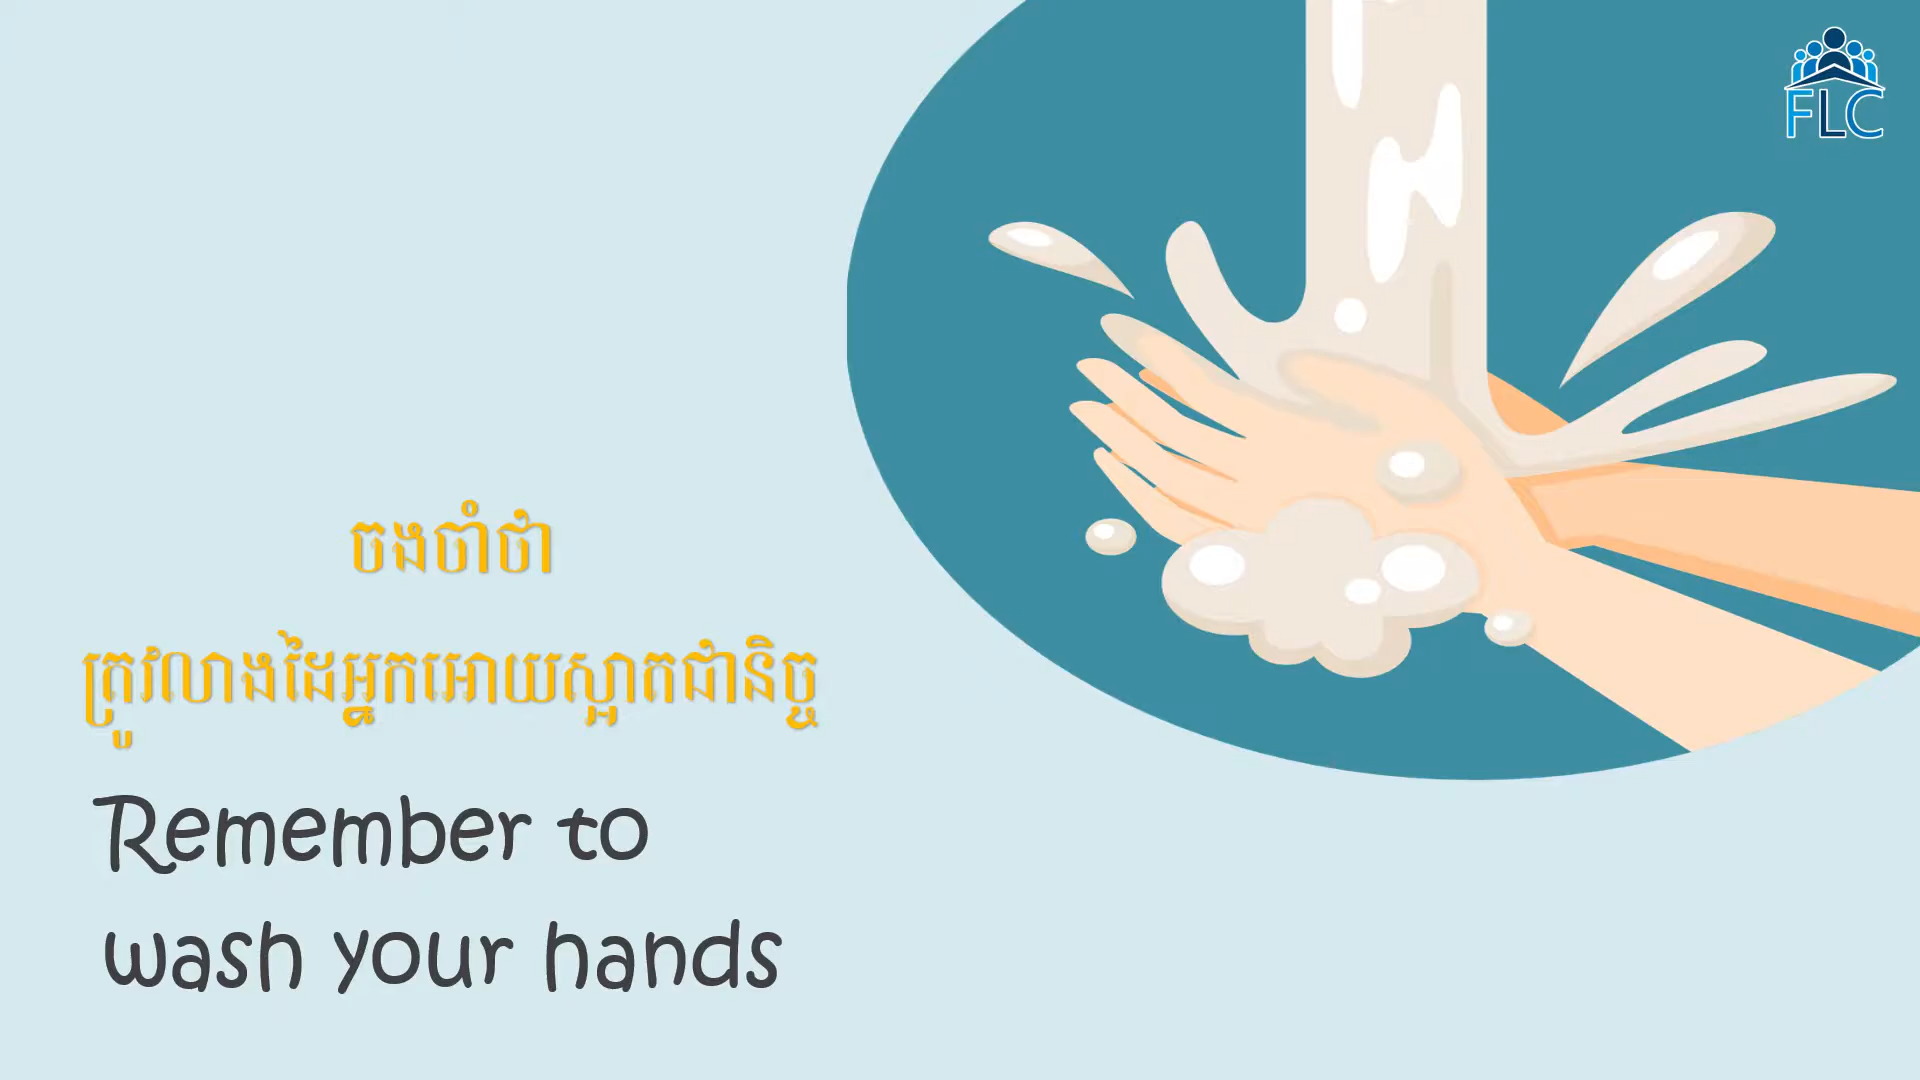 FLC
ចងចាំថា
ត្រូវលាងដៃអ្នកអោយស្អាតជានិច្ច
Remember to
wash your hands